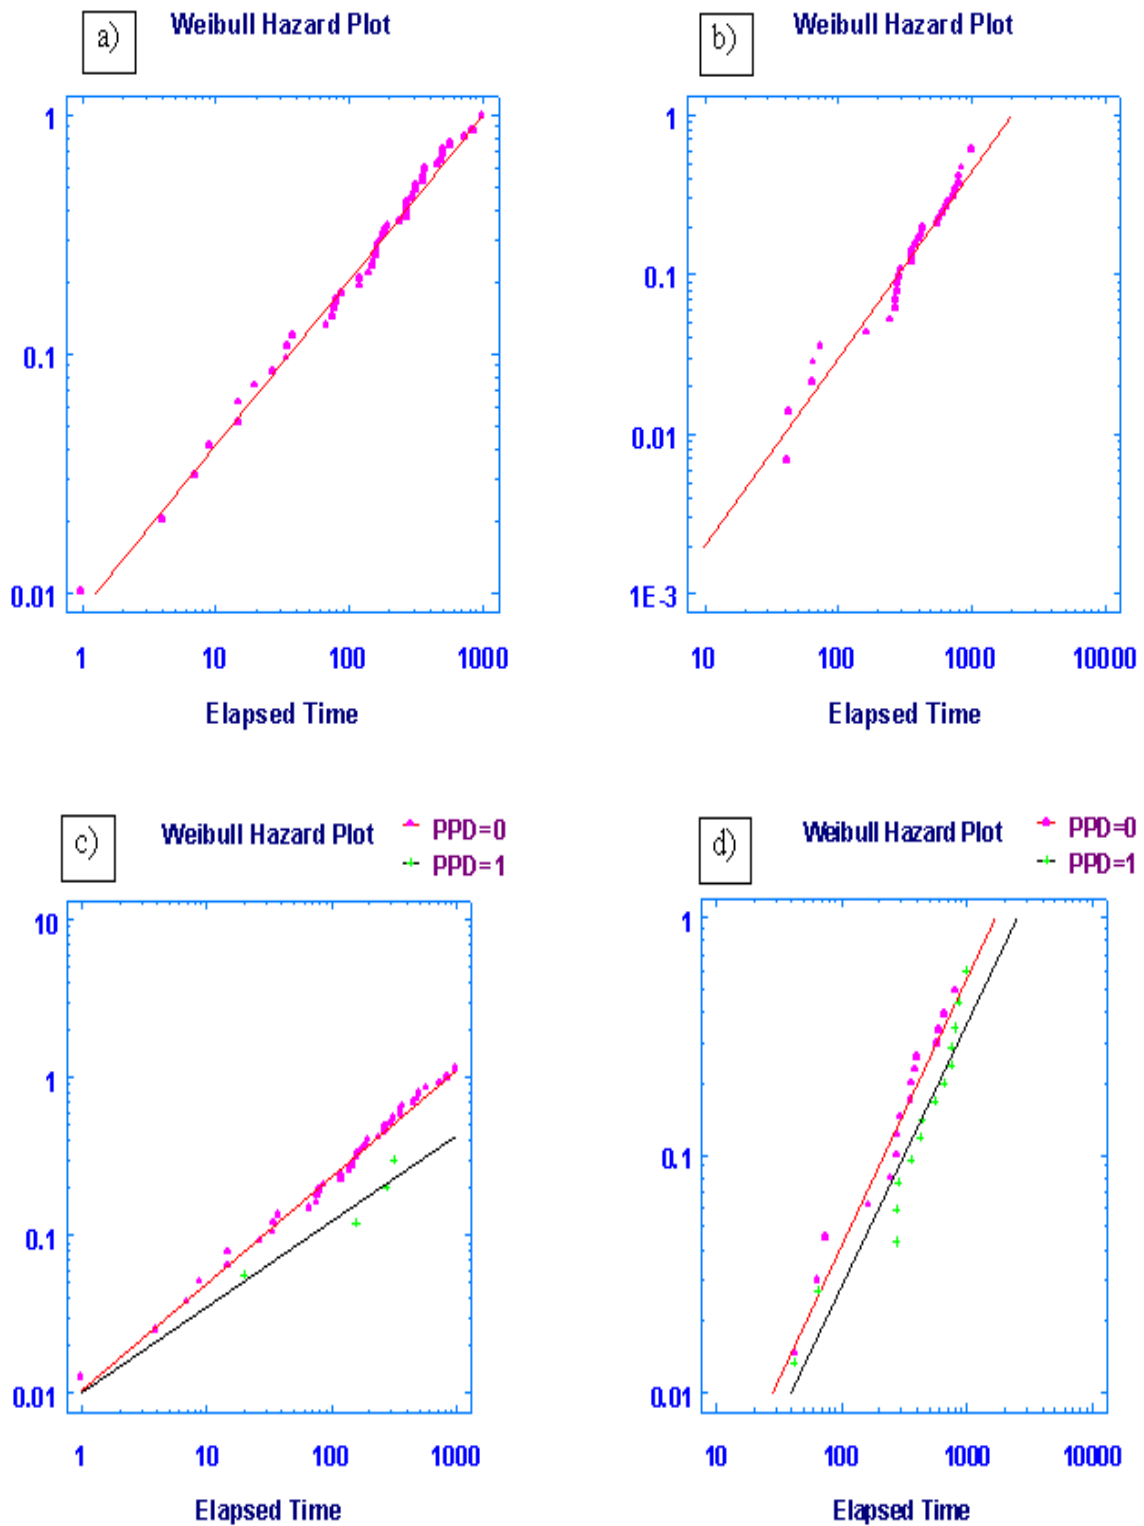 a)
Weibull Hazard Plot
1
0.1
0.01
1 10 100 1000
Elapsed Time
b)
Weibull Hazard Plot
1
0.1
0.01
1E-3
10 100 1000 10000
Elapsed Time
c)
Weibull Hazard Plot
PPD=0
PPD=1
10
1
0.1
0.01
1 10 100 1000
Elapsed Time
d)
Weibull Hazard Plot
PPD=0
PPD=1
1
0.1
0.01
10 100 1000 10000
Elapsed Time